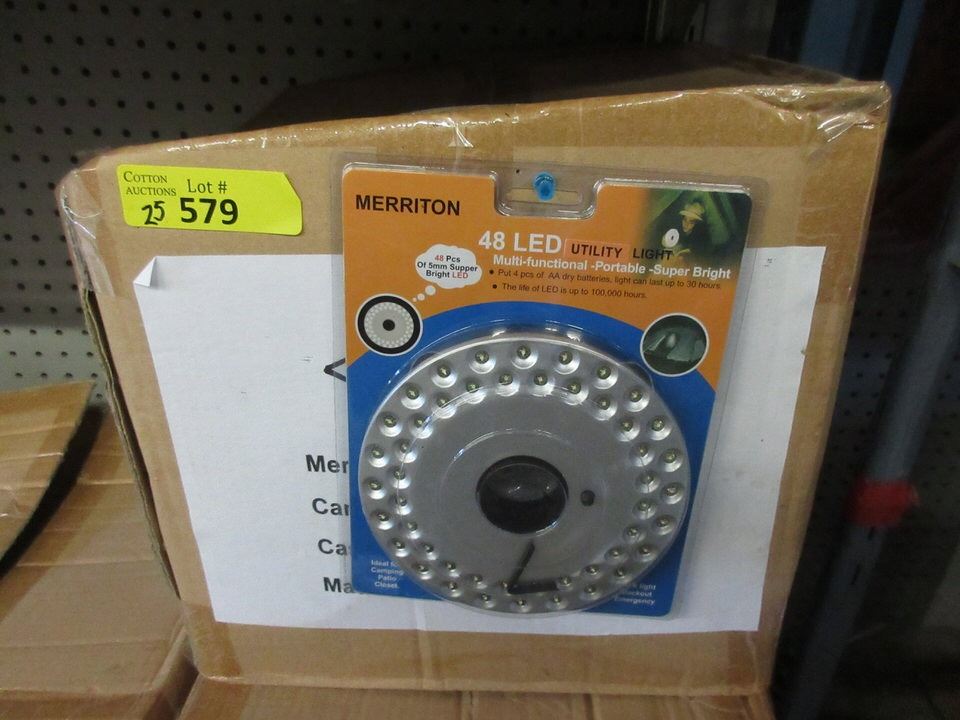 COTTON
AUCTIONS Lot #
25 579
MERRITON
48 LED UTILITY LIGHT
Multi-functional -Portable -Super Bright
• Put 4 pcs of AA dry batteries, light can last up to 30 hours.
• The life of LED is up to 100,000 hours.
48 Pcs
Of 5mm Supper
Bright LED
<
Mer
Car
Ca
Ma
Ideal
Camping
Patio
Closet
light
Emergency